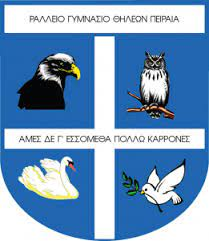 ΡΑΛΛΕΙΟ ΓΥΜΝΑΣΙΟ ΘΗΛΕΩΝ ΠΕΙΡΑΙΑ
ΑΜΕΣ ΔΕ Γ' ΕΣΣΟΜΕΘΑ ΠΟΛΛΩ ΚΑΡΡΟΝΕΣ